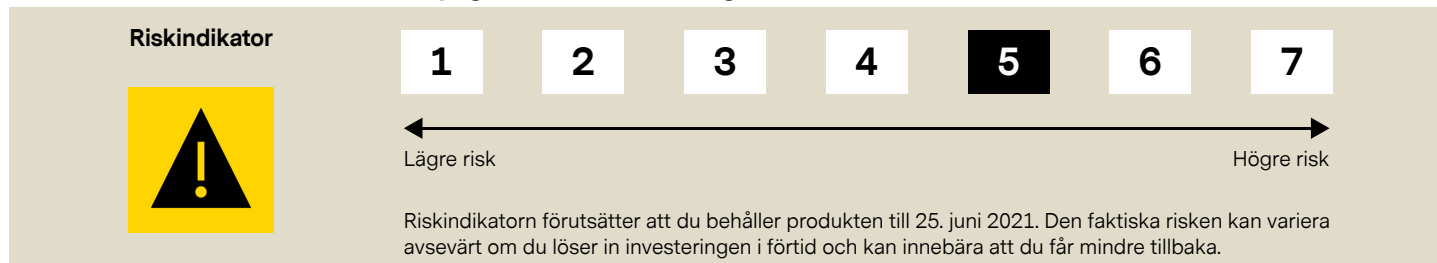 Riskindikator
1 2 3 4 5 6 7
Lägre risk Högre risk
Riskindikatorn förutsätter att du behåller produkten till 25. juni 2021. Den faktiska risken kan variera
avsevärt om du löser in investeringen i förtid och kan innebära att du får mindre tillbaka.